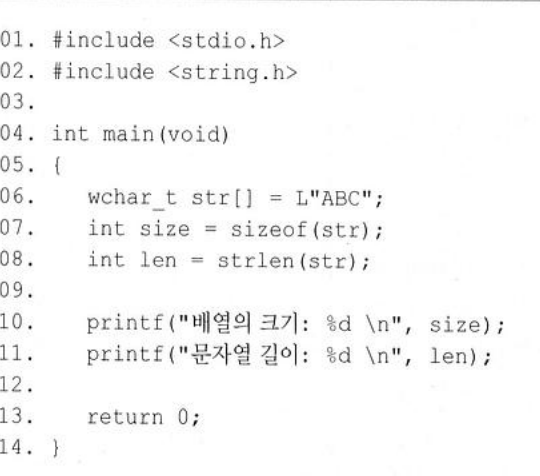 01. #include <stdio.h>
02. #include <string.h>
03.
04. int main(void)
05. {
06.    wchar_t str[] = L"ABC";
07.    int size = sizeof(str);
08.    int len = strlen(str);
09.
10.    printf("배열의 크기: %d \n", size);
11.    printf("문자열 길이: %d \n", len);
12.
13.    return 0;
14. }